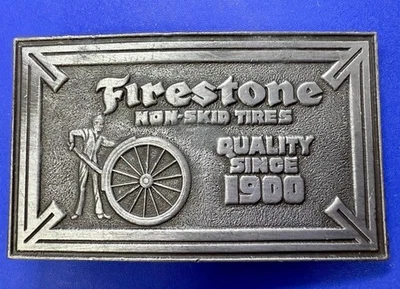 Firestone
NON-SKID TIRES
QUALITY
SINCE
1900